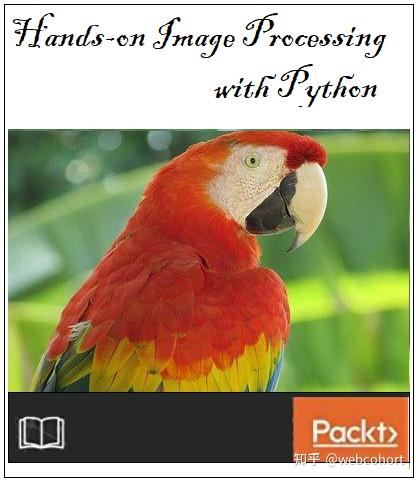 Hands-on Image Processing
with Python
Packt>
知乎 @webcohort